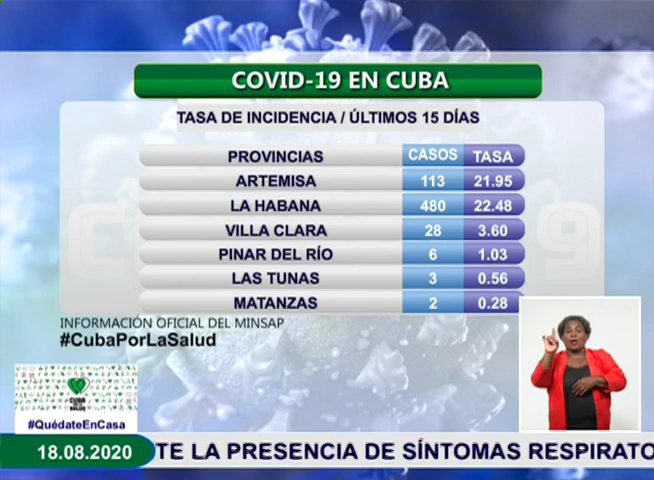 COVID-19 EN CUBA
TASA DE INCIDENCIA / ÚLTIMOS 15 DÍAS
PROVINCIAS CASOS TASA
ARTEMISA 113 21.95
LA HABANA 480 22.48
VILLA CLARA 28 3.60
PINAR DEL RÍO 6 1.03
LAS TUNAS 3 0.56
MATANZAS 2 0.28
INFORMACIÓN OFICIAL DEL MINSAP
#CubaPorLaSalud
CUBA
SALUD
#QuédateEnCasa
18.08.2020 TE LA PRESENCIA DE SÍNTOMAS RESPIRATO